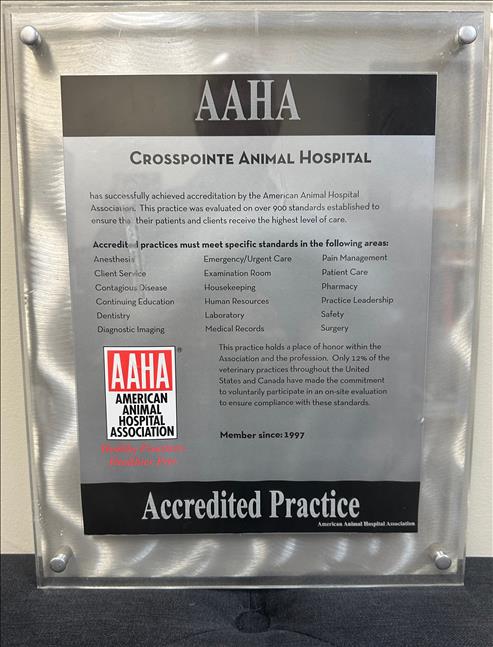 AAHA
CROSSPOINTE ANIMAL HOSPITAL
has successfully achieved accreditation by the American Animal Hospital
Association. This practice was evaluated on over 900 standards established to
ensure that their patients and clients receive the highest level of care.
Accredited practices must meet specific standards in the following areas:
Anesthesia Emergency/Urgent Care Pain Management
Client Service Examination Room Patient Care
Contagious Disease Housekeeping Pharmacy
Continuing Education Human Resources Practice Leadership
Dentistry Laboratory Safety
Diagnostic Imaging Medical Records Surgery
This practice holds a place of honor within the
Association and the profession. Only 12% of the
veterinary practices throughout the United
States and Canada have made the commitment
to voluntarily participate in an on-site evaluation
to ensure compliance with these standards.
Member since: 1997
AAHA®
AMERICAN
ANIMAL
HOSPITAL
ASSOCIATION
Healthy Practices
Healthier Pets
Accredited Practice
American Animal Hospital Association